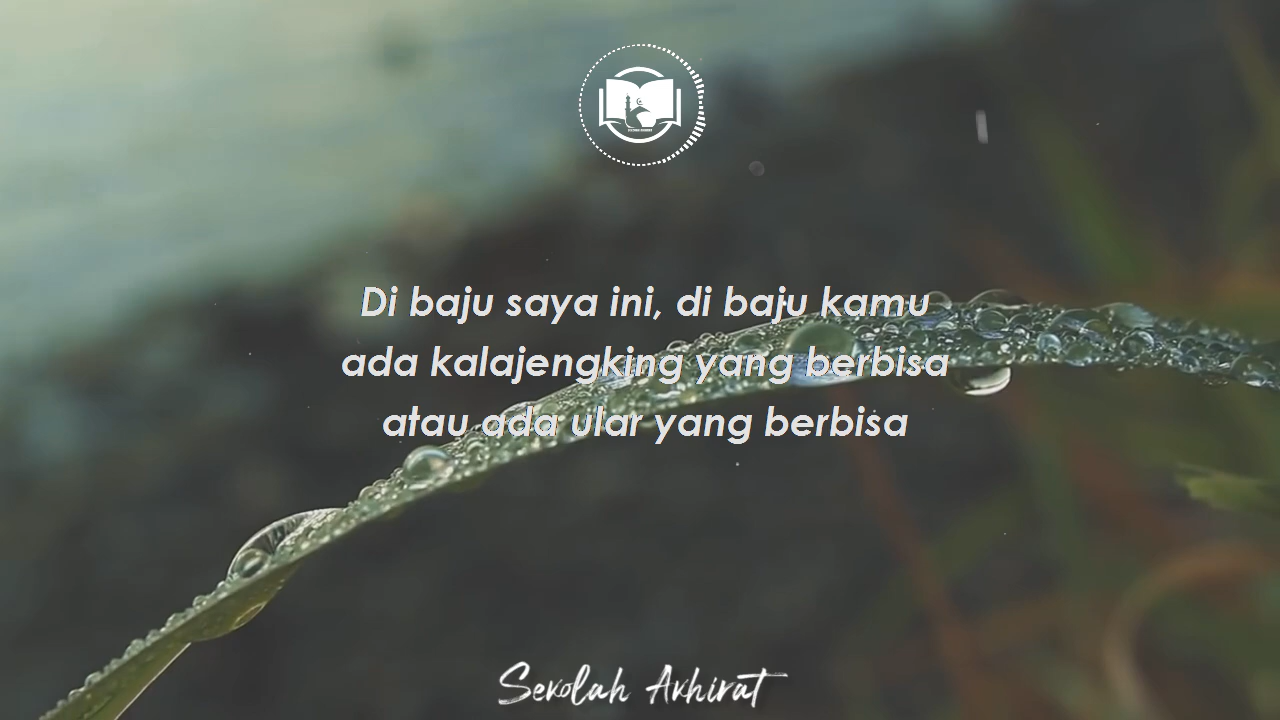 Di baju saya ini, di baju kamu
ada kalajengking yang berbisa
atau ada ular yang berbisa
Sekolah Akhirat